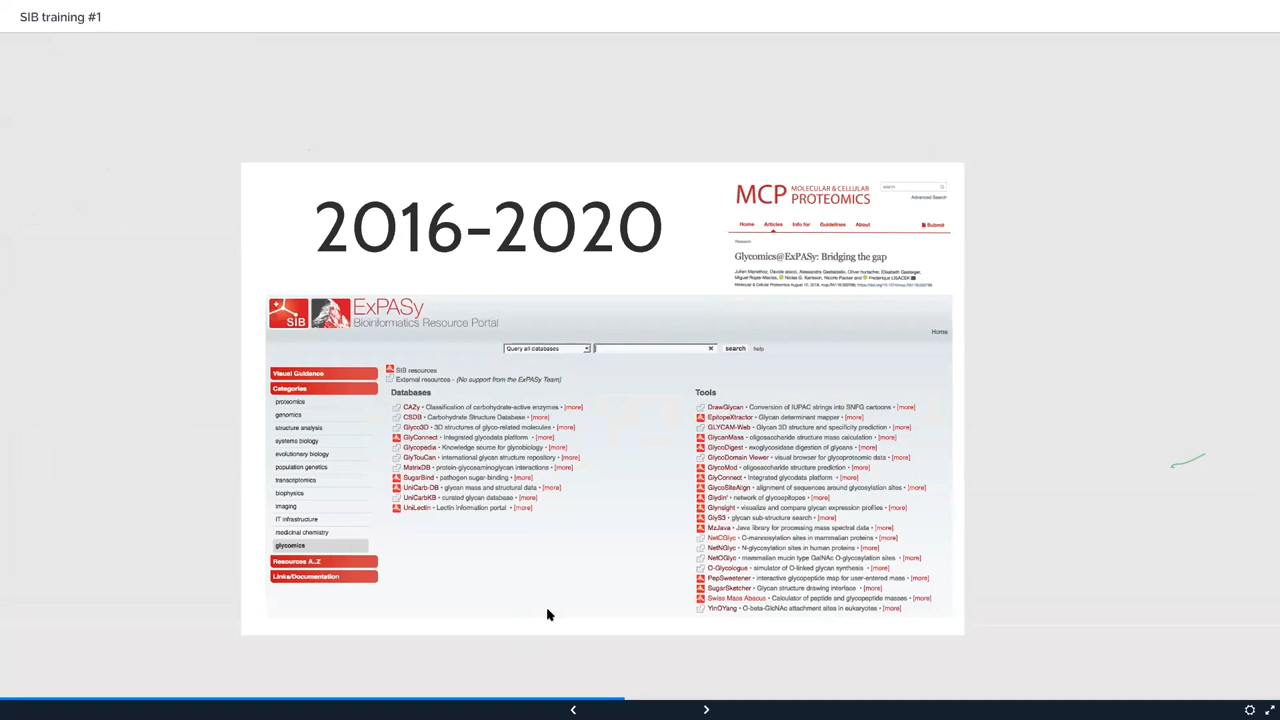 SIB training #1
2016-2020
MCP MOLECULAR & CELLULAR PROTEOMICS
search
Advanced Search
Home Articles Info for Guidelines About Submit
Research
Glycomics@ExPASy: Bridging the gap
SIB ExPASy
Bioinformatics Resource Portal
Home
Query all databases search help
Visual Guidance
Categories
proteomics
genomics
structure analysis
systems biology
evolutionary biology
population genetics
transcriptomics
biophysics
imaging
IT infrastructure
medicinal chemistry
glycomics
Resources A..Z
Links/Documentation
SIB resources
External resources - (No support from the ExPASy Team)
Databases
CAZy • Classification of carbohydrate-active enzymes • [more]
CSDB • Carbohydrate Structure Database • [more]
Glyco3D • 3D structures of glyco-related molecules • [more]
GlyConnect • Integrated glycodata platform • [more]
Glycopedia • Knowledge source for glycobiology • [more]
GlyTouCan • international glycan structure repository • [more]
MatrixDB • protein-glycosaminoglycan interactions • [more]
SugarBind • pathogen sugar-binding • [more]
UniCarb-DB • glycan mass and structural data • [more]
UniCarbKB • curated glycan database • [more]
UniLectin • Lectin information portal • [more]
Tools
DrawGlycan • Conversion of IUPAC strings into SNFG cartoons • [more]
EpitopeXtractor • Glycan determinant mapper • [more]
GLYCAM-Web • Glycan 3D structure and specificity prediction • [more]
GlycanMass • oligosaccharide structure mass calculation • [more]
GlycoDigest • exoglycosidase digestion of glycans • [more]
GlycoDomain Viewer • visual browser for glycoproteomic data • [more]
GlycoMod • oligosaccharide structure prediction • [more]
GlyConnect • Integrated glycodata platform • [more]
GlycoSiteAlign • alignment of sequences around glycosylation sites • [more]
Glydin' • network of glycoepitopes • [more]
Glynsight • visualize and compare glycan expression profiles • [more]
GlyS3 • glycan sub-structure search • [more]
MzJava • Java library for processing mass spectral data • [more]
NetCGlyc • C-mannosylation sites in mammalian proteins • [more]
NetNGlyc • N-glycosylation sites in human proteins • [more]
NetOGlyc • mammalian mucin type GalNAc O-glycosylation sites • [more]
O-Glycologue • simulator of O-linked glycan synthesis • [more]
PepSweetener • interactive glycopeptide map for user-entered mass • [more]
SugarSketcher • Glycan structure drawing interface • [more]
Swiss Mass Abacus • Calculator of peptide and glycopeptide masses • [more]
YinOYang • O-beta-GlcNAc attachment sites in eukaryotes • [more]